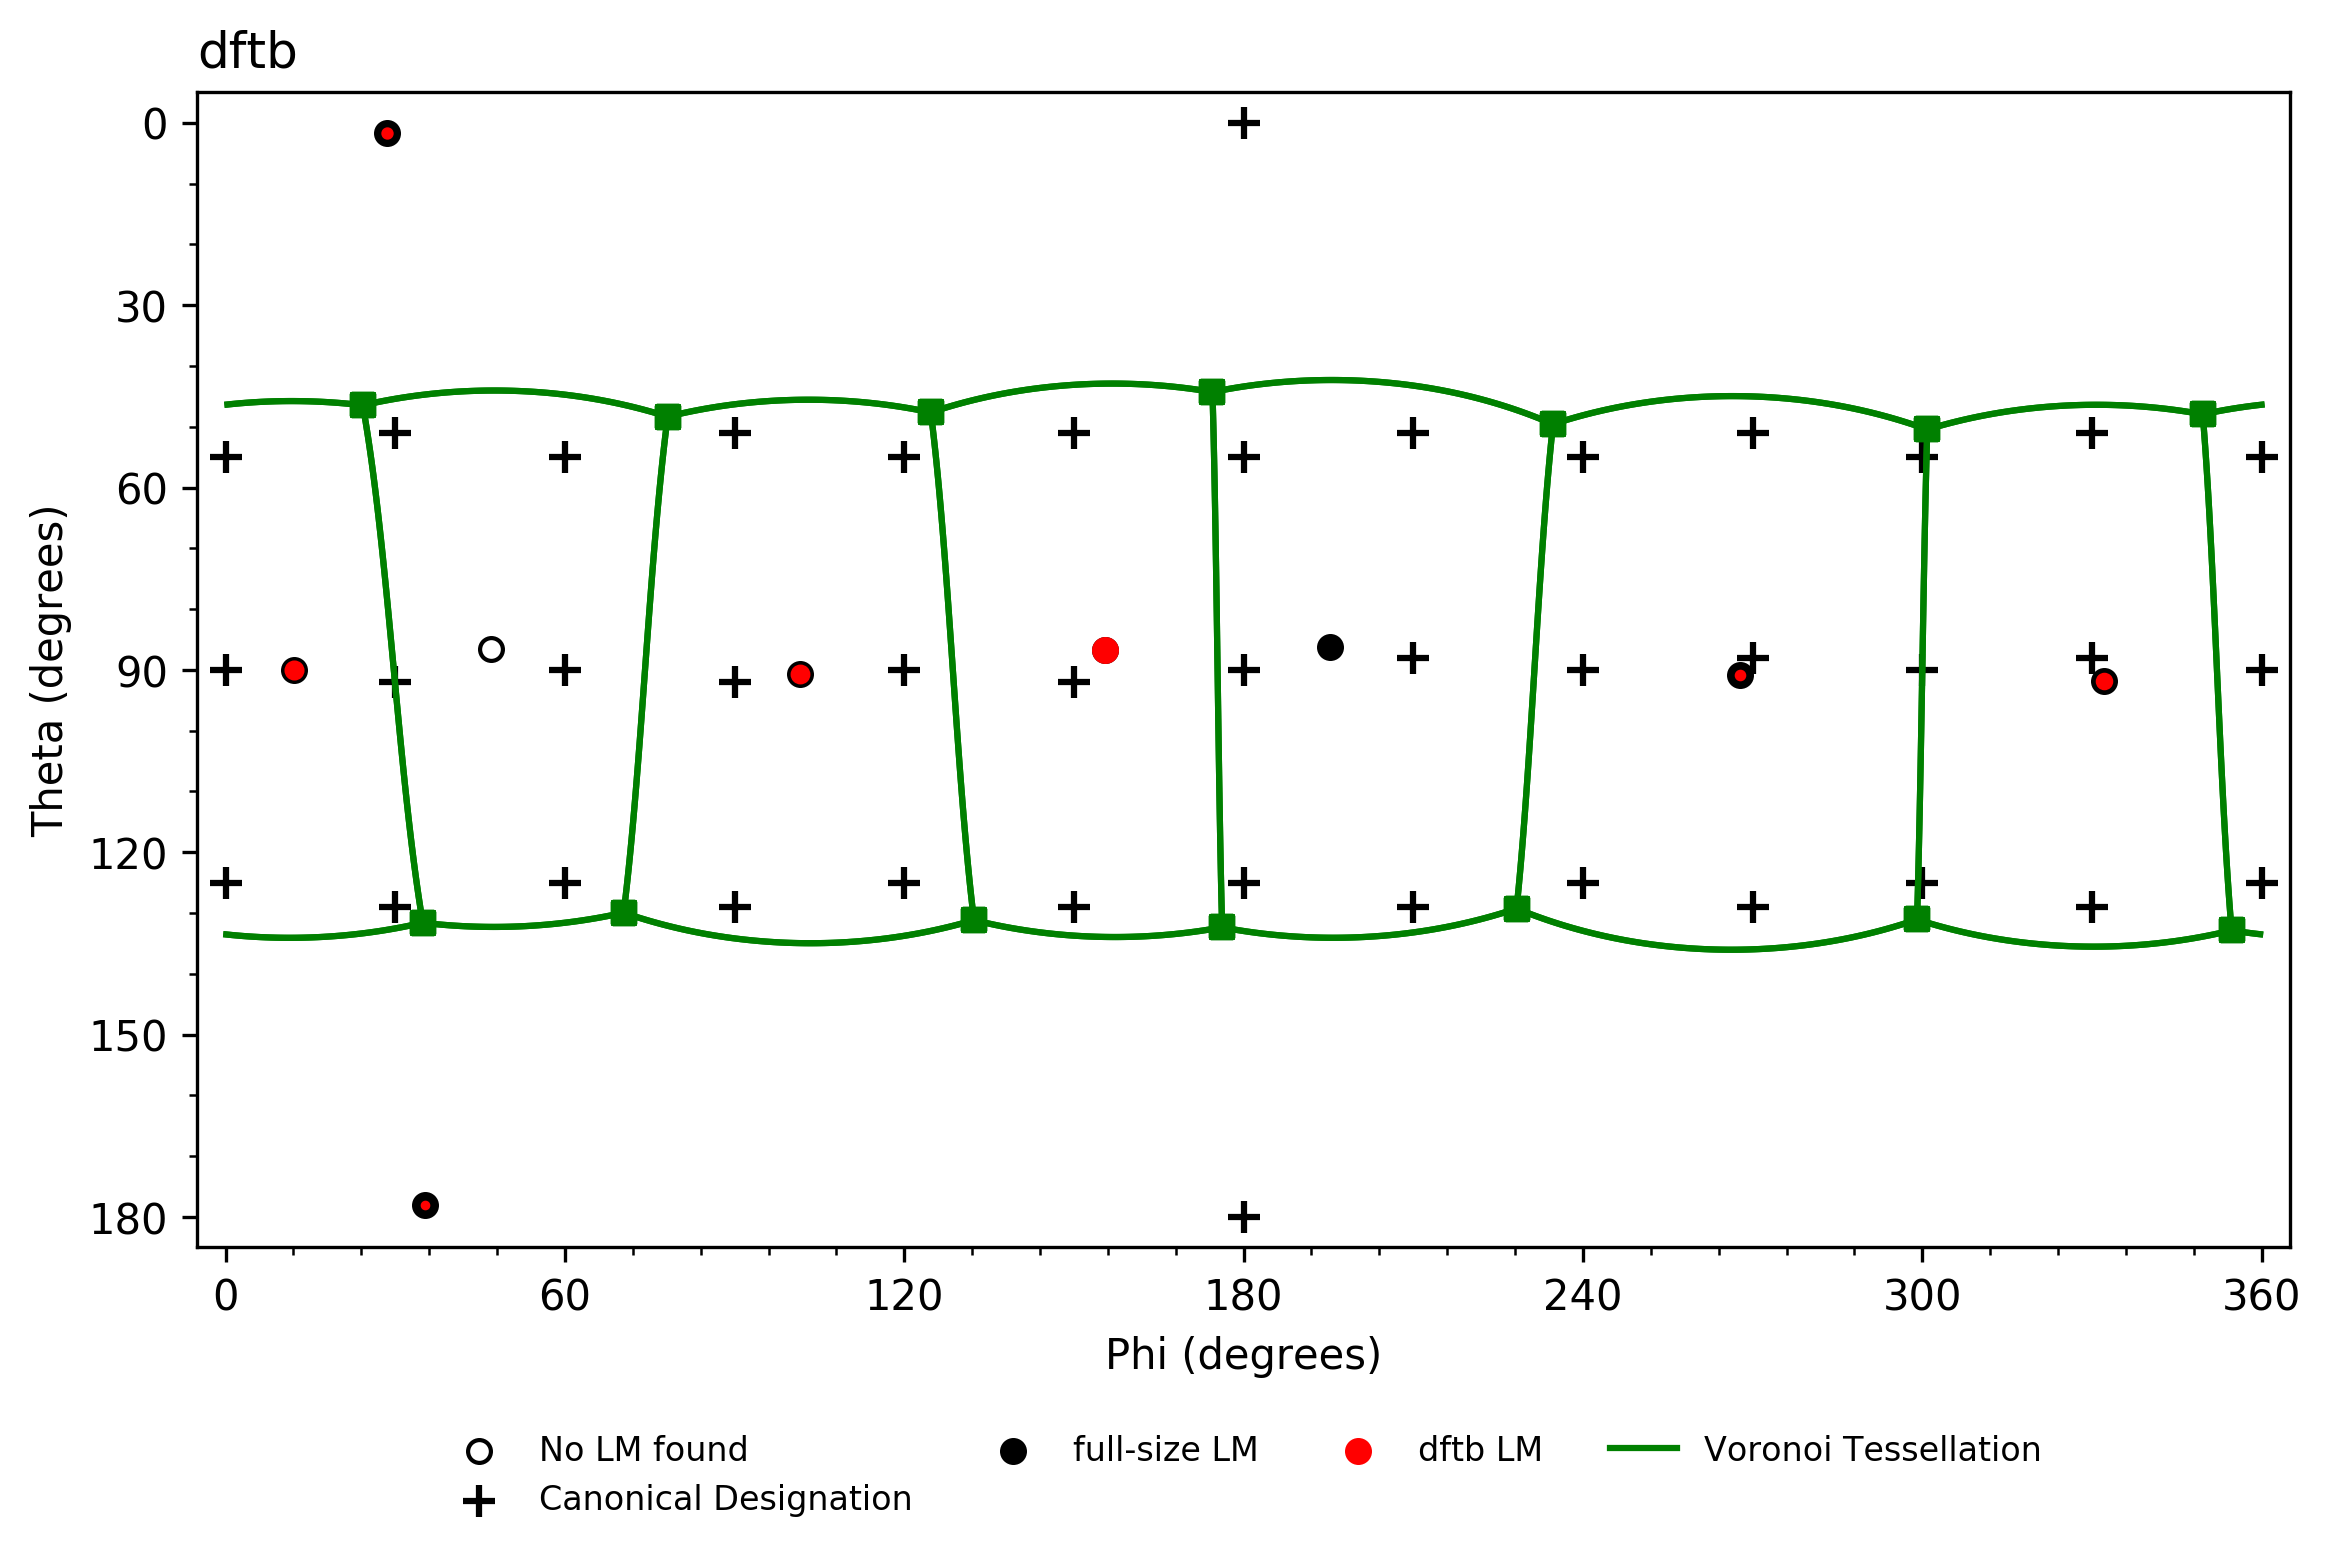 dftb
0
30
60
90
120
150
180
Theta (degrees)
0 60 120 180 240 300 360
Phi (degrees)
No LM found full-size LM dftb LM Voronoi Tessellation
Canonical Designation